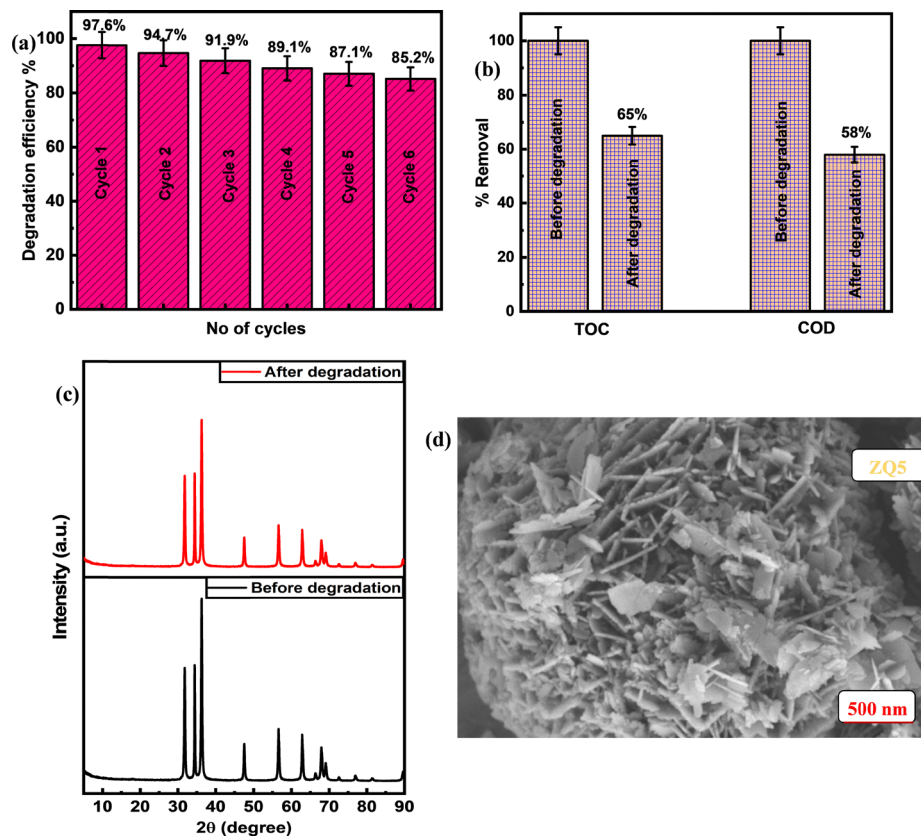 (a)
Degradation efficiency %
100
80
60
40
20
0
97.6%
94.7%
91.9%
89.1%
87.1%
85.2%
Cycle 1
Cycle 2
Cycle 3
Cycle 4
Cycle 5
Cycle 6
No of cycles
(b)
% Removal
100
80
60
40
20
0
65%
58%
Before degradation
After degradation
Before degradation
After degradation
TOC
COD
(c)
Intensity (a.u.)
After degradation
Before degradation
10
20
30
40
50
60
70
80
90
2θ (degree)
(d)
ZQ5
500 nm